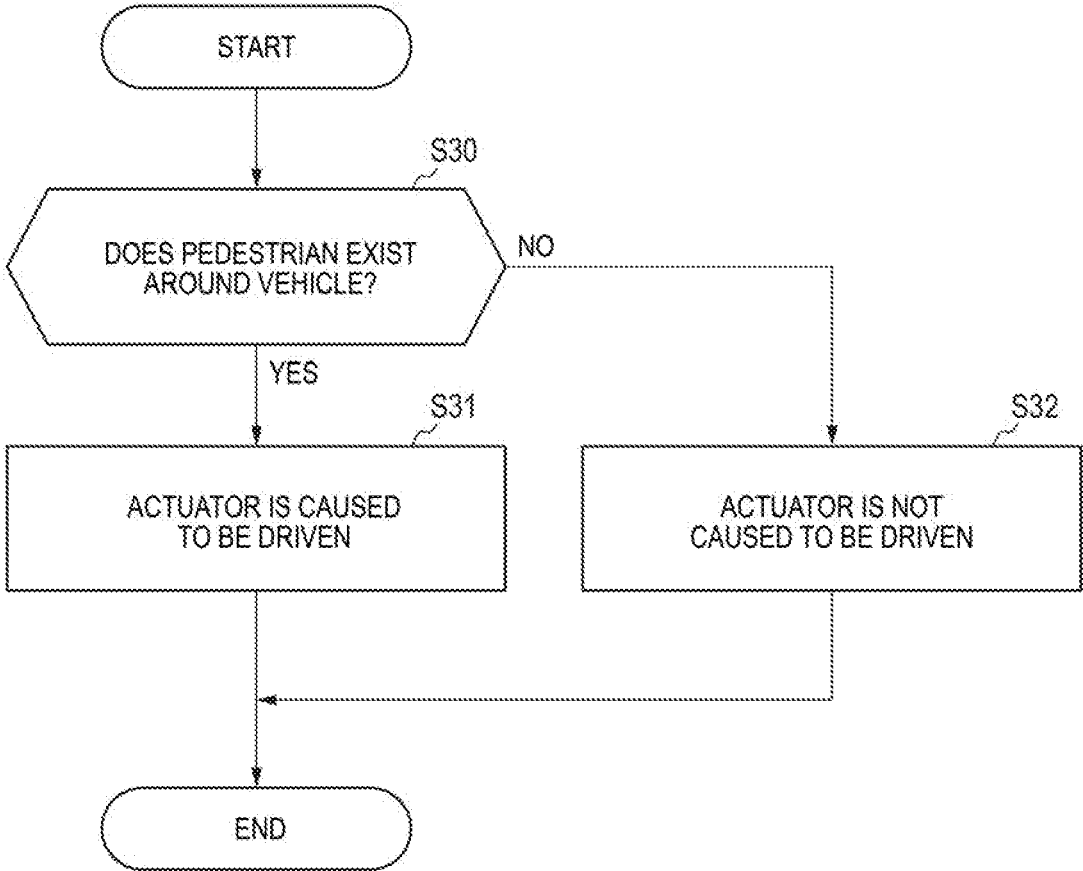 START
S30
DOES PEDESTRIAN EXIST
AROUND VEHICLE?
NO
YES
S31
ACTUATOR IS CAUSED
TO BE DRIVEN
S32
ACTUATOR IS NOT
CAUSED TO BE DRIVEN
END